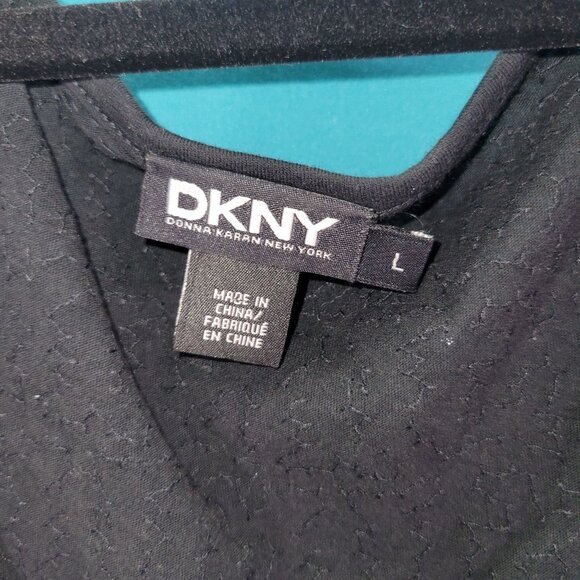 DKNY
DONNA KARAN NEW YORK
L
MADE IN
CHINA/
FABRIQUÉ
EN CHINE